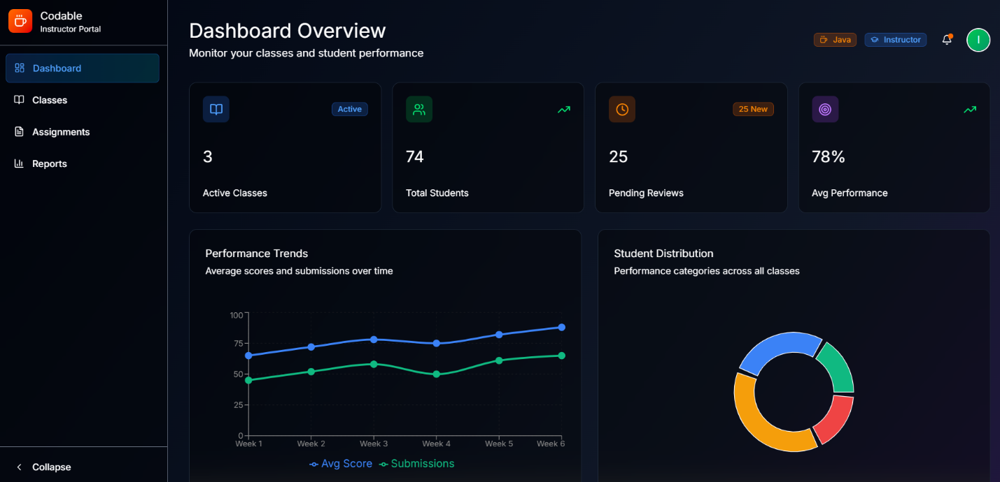 Codable
Instructor Portal
Dashboard
Classes
Assignments
Reports
Collapse
Dashboard Overview
Monitor your classes and student performance
Java
Instructor
I
Active
3
Active Classes
74
Total Students
25 New
25
Pending Reviews
78%
Avg Performance
Performance Trends
Average scores and submissions over time
100
75
50
25
0
Week 1 Week 2 Week 3 Week 4 Week 5 Week 6
Avg Score Submissions
Student Distribution
Performance categories across all classes